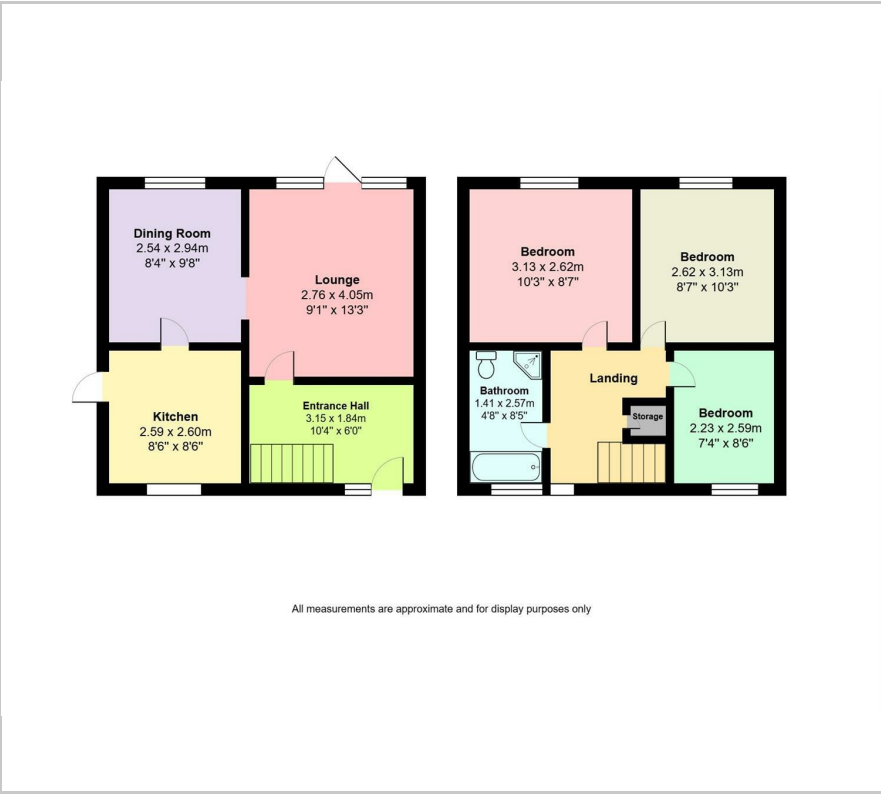 Dining Room
2.54 x 2.94m
8'4" x 9'8"
Lounge
2.76 x 4.05m
9'1" x 13'3"
Kitchen
2.59 x 2.60m
8'6" x 8'6"
Entrance Hall
3.15 x 1.84m
10'4" x 6'0"
Bedroom
3.13 x 2.62m
10'3" x 8'7"
Bedroom
2.62 x 3.13m
8'7" x 10'3"
Bathroom
1.41 x 2.57m
4'8" x 8'5"
Landing
Storage
Bedroom
2.23 x 2.59m
7'4" x 8'6"
All measurements are approximate and for display purposes only